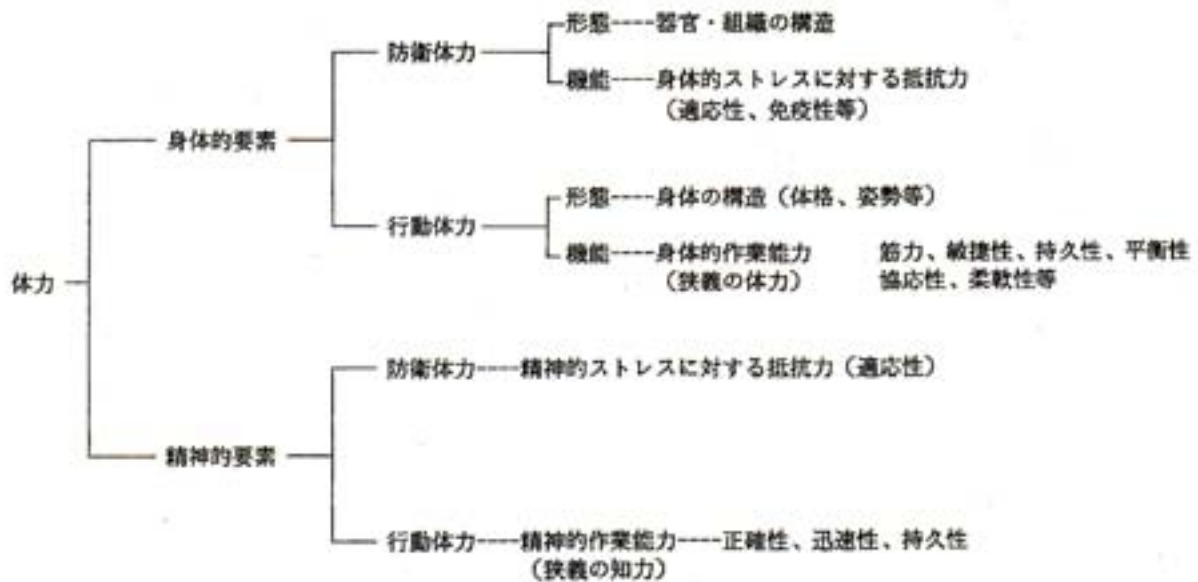 形態----器官・組織の構造
防衛体力
機能----身体的ストレスに対する抵抗力
（適応性、免疫性等）
身体的要素
形態----身体の構造（体格、姿勢等）
行動体力
機能----身体的作業能力 筋力、敏捷性、持久性、平衡性
（狭義の体力） 協応性、柔軟性等
体力
防衛体力----精神的ストレスに対する抵抗力（適応性）
精神的要素
行動体力----精神的作業能力----正確性、迅速性、持久性
（狭義の知力）